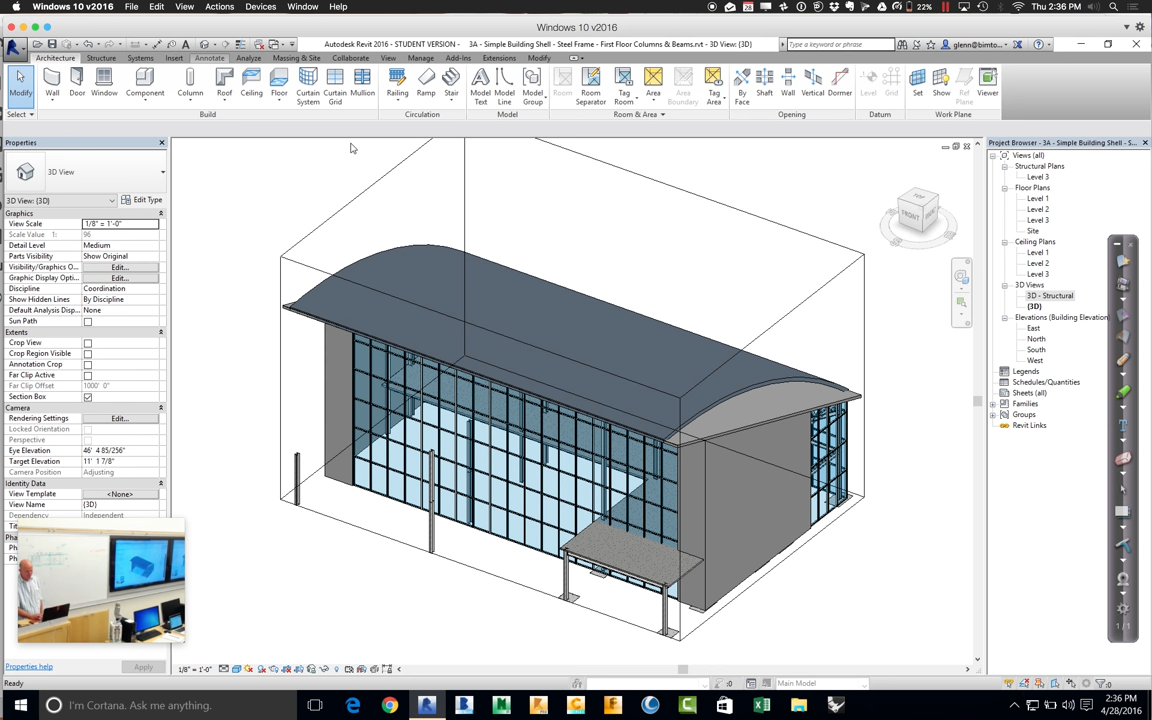 Windows 10 v2016 File Edit View Actions Devices Window Help
22% Thu 2:36 PM
Windows 10 v2016
Autodesk Revit 2016 - STUDENT VERSION - 3A - Simple Building Shell - Steel Frame - First Floor Columns & Beams.rvt - 3D View: {3D}
Type a keyword or phrase
glenn@bimto...
Architecture Structure Systems Insert Annotate Analyze Massing & Site Collaborate View Manage Add-Ins Extensions Modify
Modify Wall Door Window Component Column Roof Ceiling Floor Curtain System Curtain Grid Mullion Railing Ramp Stair Model Text Model Line Model Group Room Room Separator Tag Room Area Area Boundary Tag Area By Face Shaft Wall Vertical Dormer Level Grid Set Show Ref Plane Viewer
Select Build Circulation Model Room & Area Opening Datum Work Plane
Properties
3D View
3D View: {3D} Edit Type
Graphics
View Scale 1/8" = 1'-0"
Scale Value 1: 96
Detail Level Medium
Parts Visibility Show Original
Visibility/Graphics O... Edit...
Graphic Display Opti... Edit...
Discipline Coordination
Show Hidden Lines By Discipline
Default Analysis Disp... None
Sun Path
Extents
Crop View
Crop Region Visible
Annotation Crop
Far Clip Active
Far Clip Offset 1000' 0"
Section Box
Camera
Rendering Settings Edit...
Locked Orientation
Perspective
Eye Elevation 46' 4 85/256"
Target Elevation 11' 1 7/8"
Camera Position Adjusting
Identity Data
View Template <None>
View Name {3D}
Dependency Independent
Properties help Apply
FRONT
Project Browser - 3A - Simple Building Shell - S...
Views (all)
Structural Plans
Level 3
Floor Plans
Level 1
Level 2
Level 3
Site
Ceiling Plans
Level 1
Level 2
Level 3
3D Views
3D - Structural
{3D}
Elevations (Building Elevation
East
North
South
West
Legends
Schedules/Quantities
Sheets (all)
Families
Groups
Revit Links
1 / 1
1/8" = 1'-0"
Ready
:0 Main Model :0
I'm Cortana. Ask me anything.
2:36 PM
4/28/2016